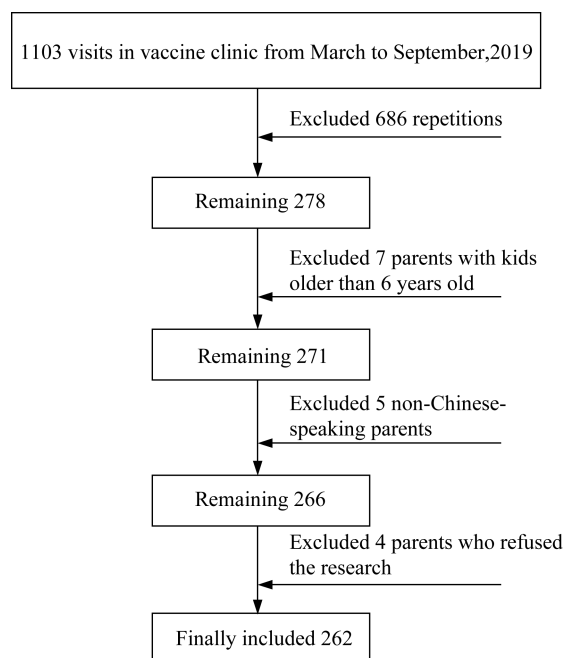 1103 visits in vaccine clinic from March to September,2019
Excluded 686 repetitions
Remaining 278
Excluded 7 parents with kids
older than 6 years old
Remaining 271
Excluded 5 non-Chinese-
speaking parents
Remaining 266
Excluded 4 parents who refused
the research
Finally included 262